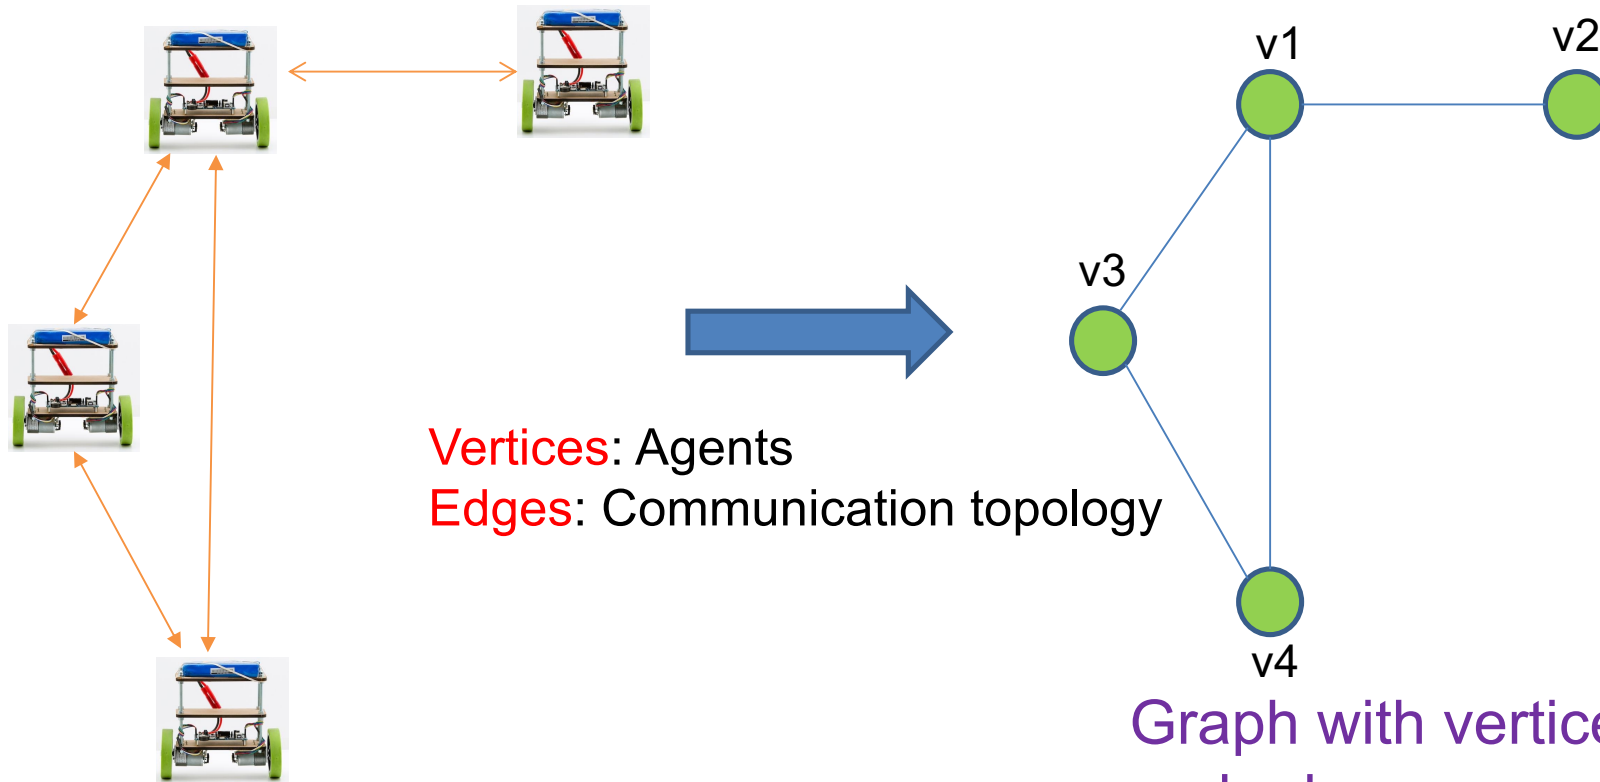 v1
v2
v3
Vertices: Agents
Edges: Communication topology
v4
Graph with vertice